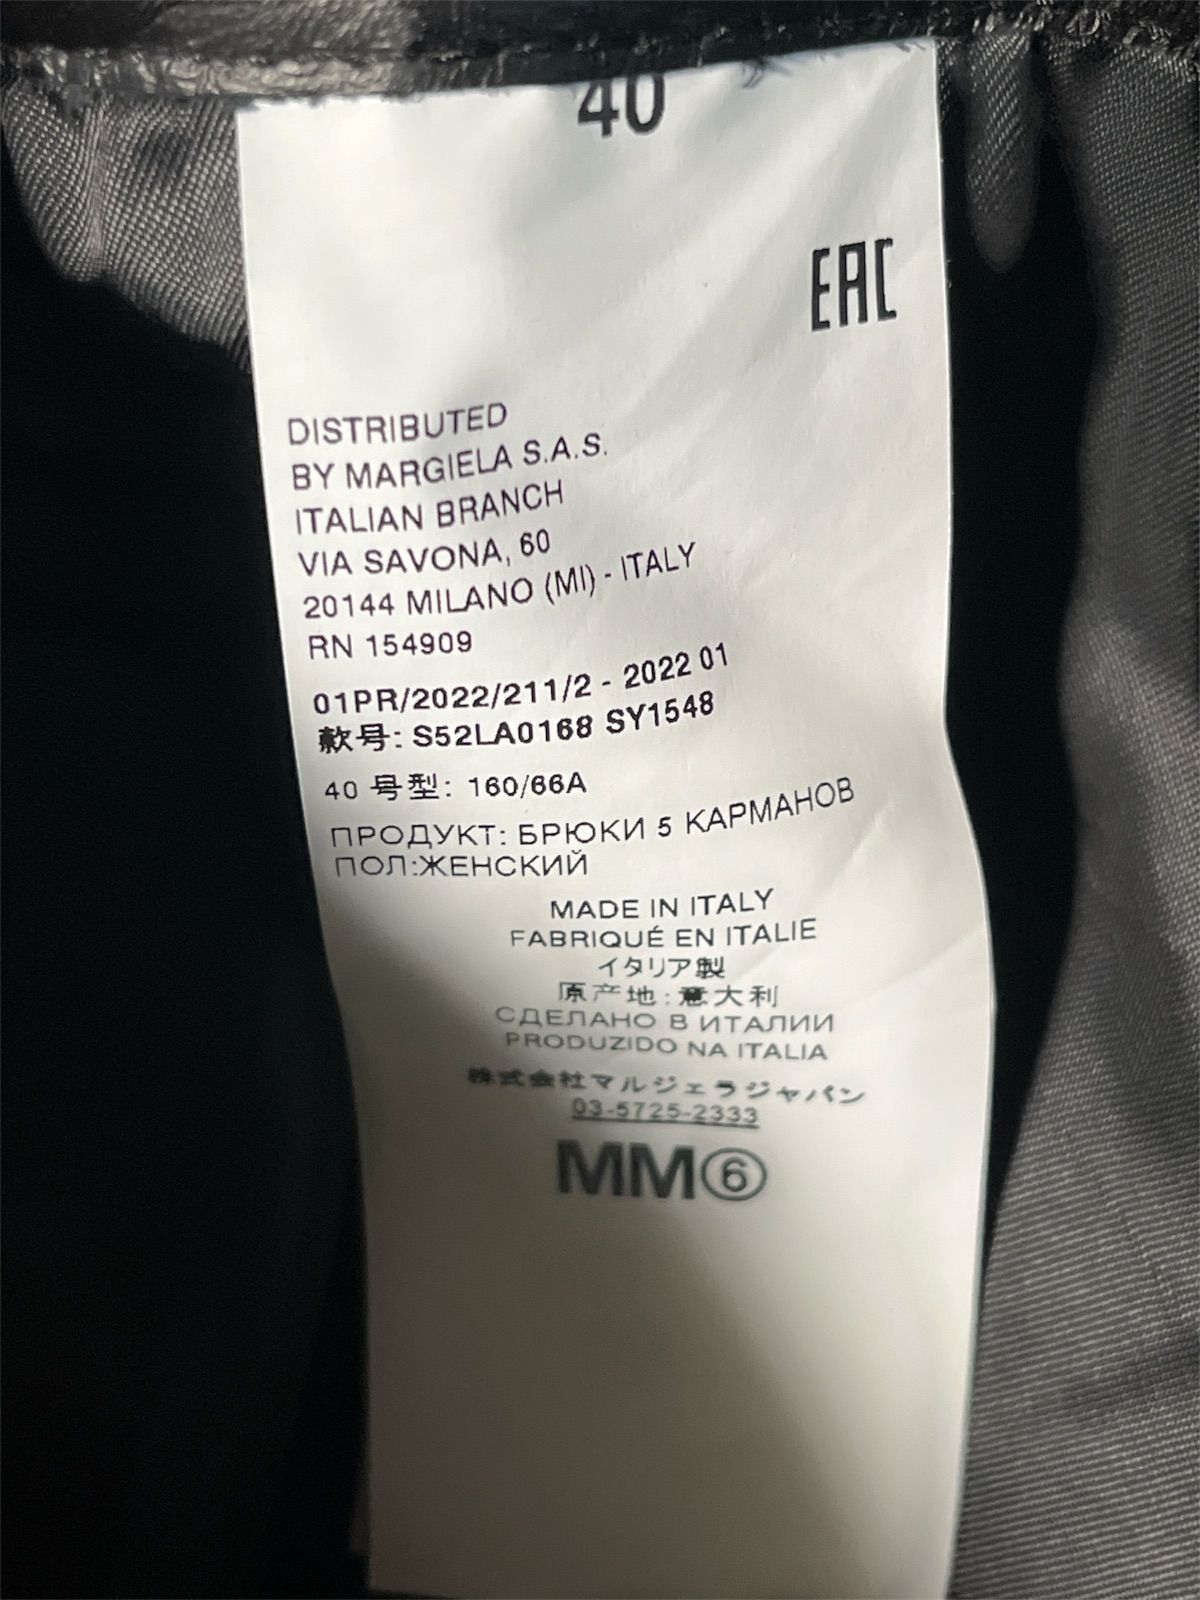 40
EAC
DISTRIBUTED
BY MARGIELA S.A.S.
ITALIAN BRANCH
VIA SAVONA, 60
20144 MILANO (MI) - ITALY
RN 154909
01PR/2022/211/2 - 2022 01
款号: S52LA0168 SY1548
40 号型: 160/66A
ПРОДУКТ: БРЮКИ 5 КАРМАНОВ
ПОЛ:ЖЕНСКИЙ
MADE IN ITALY
FABRIQUÉ EN ITALIE
イタリア製
原产地: 意大利
СДЕЛАНО В ИТАЛИИ
PRODUZIDO NA ITALIA
株式会社マルジェラジャパン
03-5725-2333
MM⑥